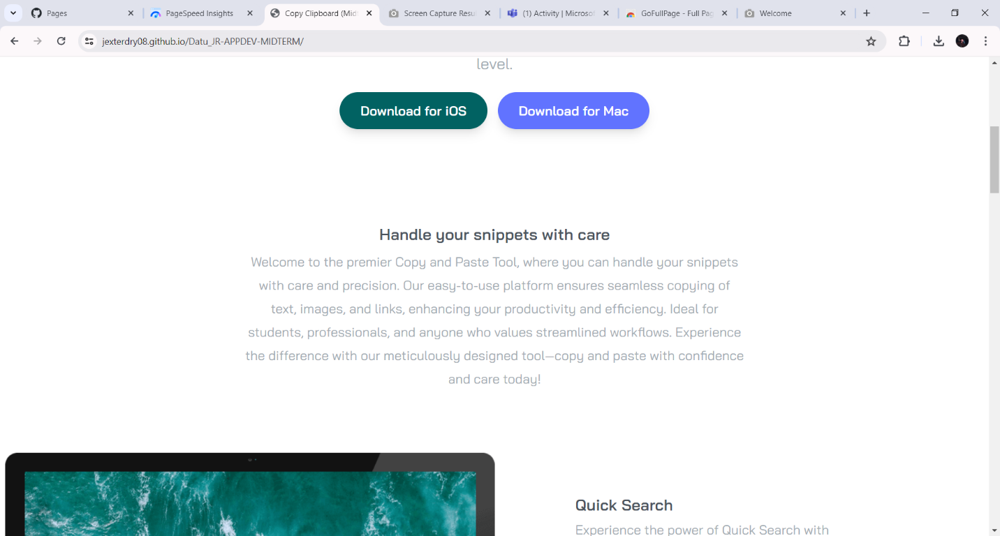 Pages
PageSpeed Insights
Copy Clipboard (Mid
Screen Capture Resu
(1) Activity | Microsof
GoFullPage - Full Pag
Welcome
jexterdry08.github.io/Datu_JR-APPDEV-MIDTERM/
level.
Download for iOS
Download for Mac
Handle your snippets with care
Welcome to the premier Copy and Paste Tool, where you can handle your snippets
with care and precision. Our easy-to-use platform ensures seamless copying of
text, images, and links, enhancing your productivity and efficiency. Ideal for
students, professionals, and anyone who values streamlined workflows. Experience
the difference with our meticulously designed tool—copy and paste with confidence
and care today!
Quick Search
Experience the power of Quick Search with